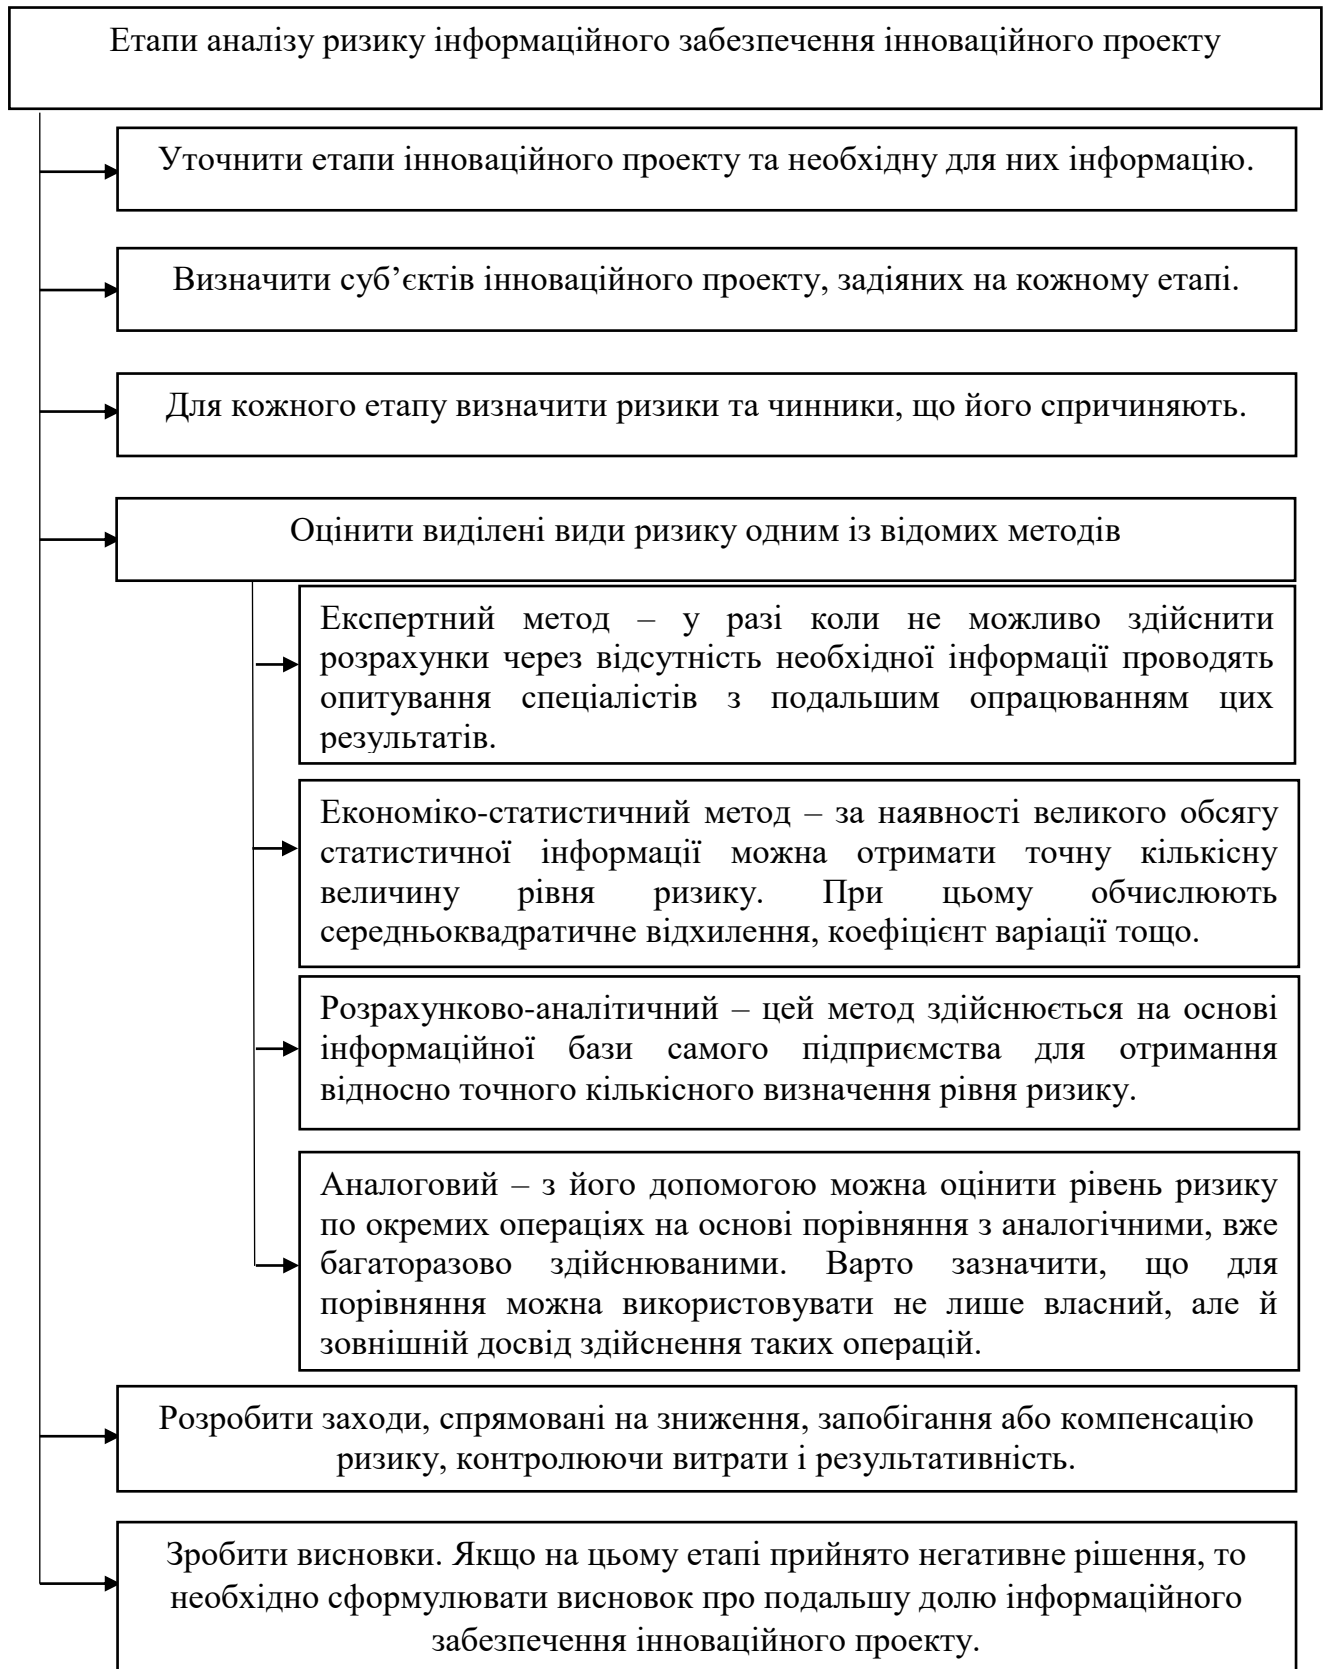 Етапи аналізу ризику інформаційного забезпечення інноваційного проекту
Уточнити етапи інноваційного проекту та необхідну для них інформацію.
Визначити суб’єктів інноваційного проекту, задіяних на кожному етапі.
Для кожного етапу визначити ризики та чинники, що його спричиняють.
Оцінити виділені види ризику одним із відомих методів
Експертний метод – у разі коли не можливо здійснити
розрахунки через відсутність необхідної інформації проводять
опитування спеціалістів з подальшим опрацюванням цих
результатів.
Економіко-статистичний метод – за наявності великого обсягу
статистичної інформації можна отримати точну кількісну
величину рівня ризику. При цьому обчислюють
середньоквадратичне відхилення, коефіцієнт варіації тощо.
Розрахунково-аналітичний – цей метод здійснюється на основі
інформаційної бази самого підприємства для отримання
відносно точного кількісного визначення рівня ризику.
Аналоговий – з його допомогою можна оцінити рівень ризику
по окремих операціях на основі порівняння з аналогічними, вже
багаторазово здійснюваними. Варто зазначити, що для
порівняння можна використовувати не лише власний, але й
зовнішній досвід здійснення таких операцій.
Розробити заходи, спрямовані на зниження, запобігання або компенсацію
ризику, контролюючи витрати і результативність.
Зробити висновки. Якщо на цьому етапі прийнято негативне рішення, то
необхідно сформулювати висновок про подальшу долю інформаційного
забезпечення інноваційного проекту.